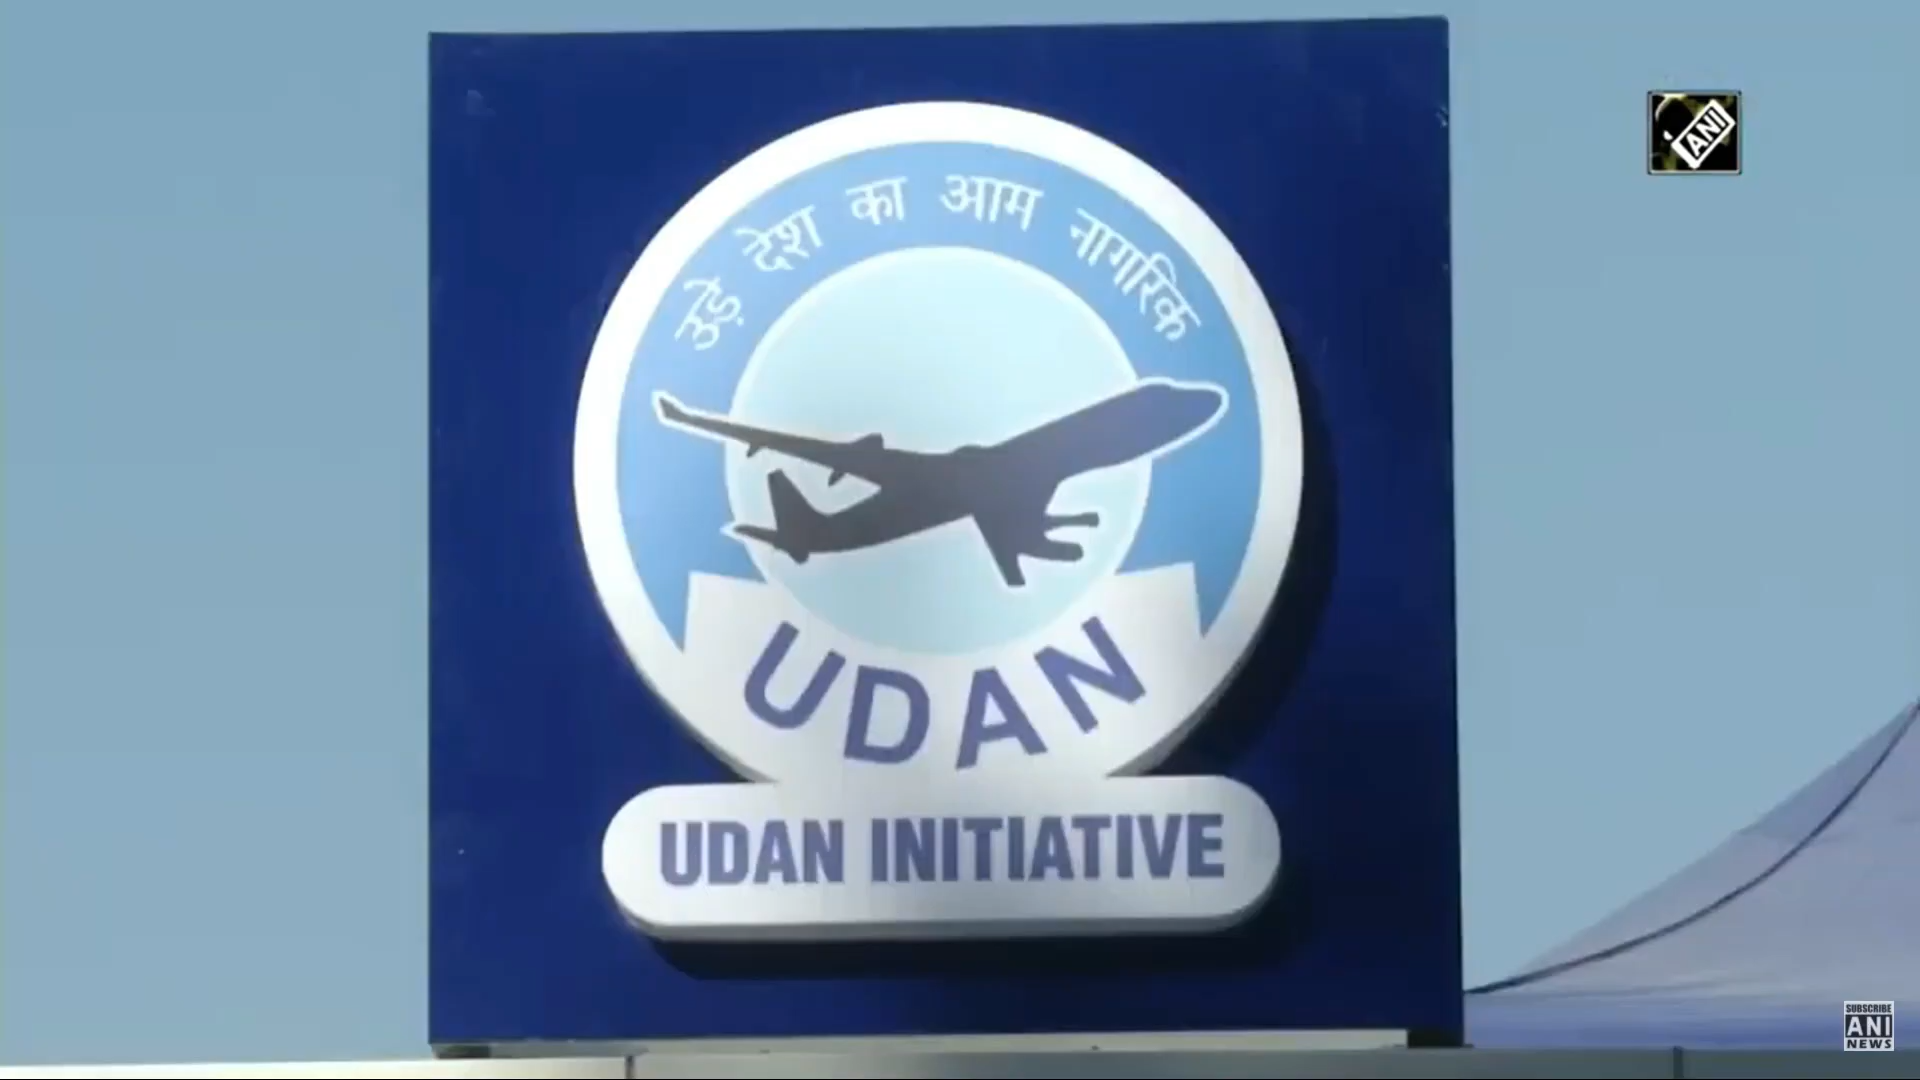 ANI
उड़े देश का आम नागरिक
UDAN
UDAN INITIATIVE
SUBSCRIBE
ANI
NEWS